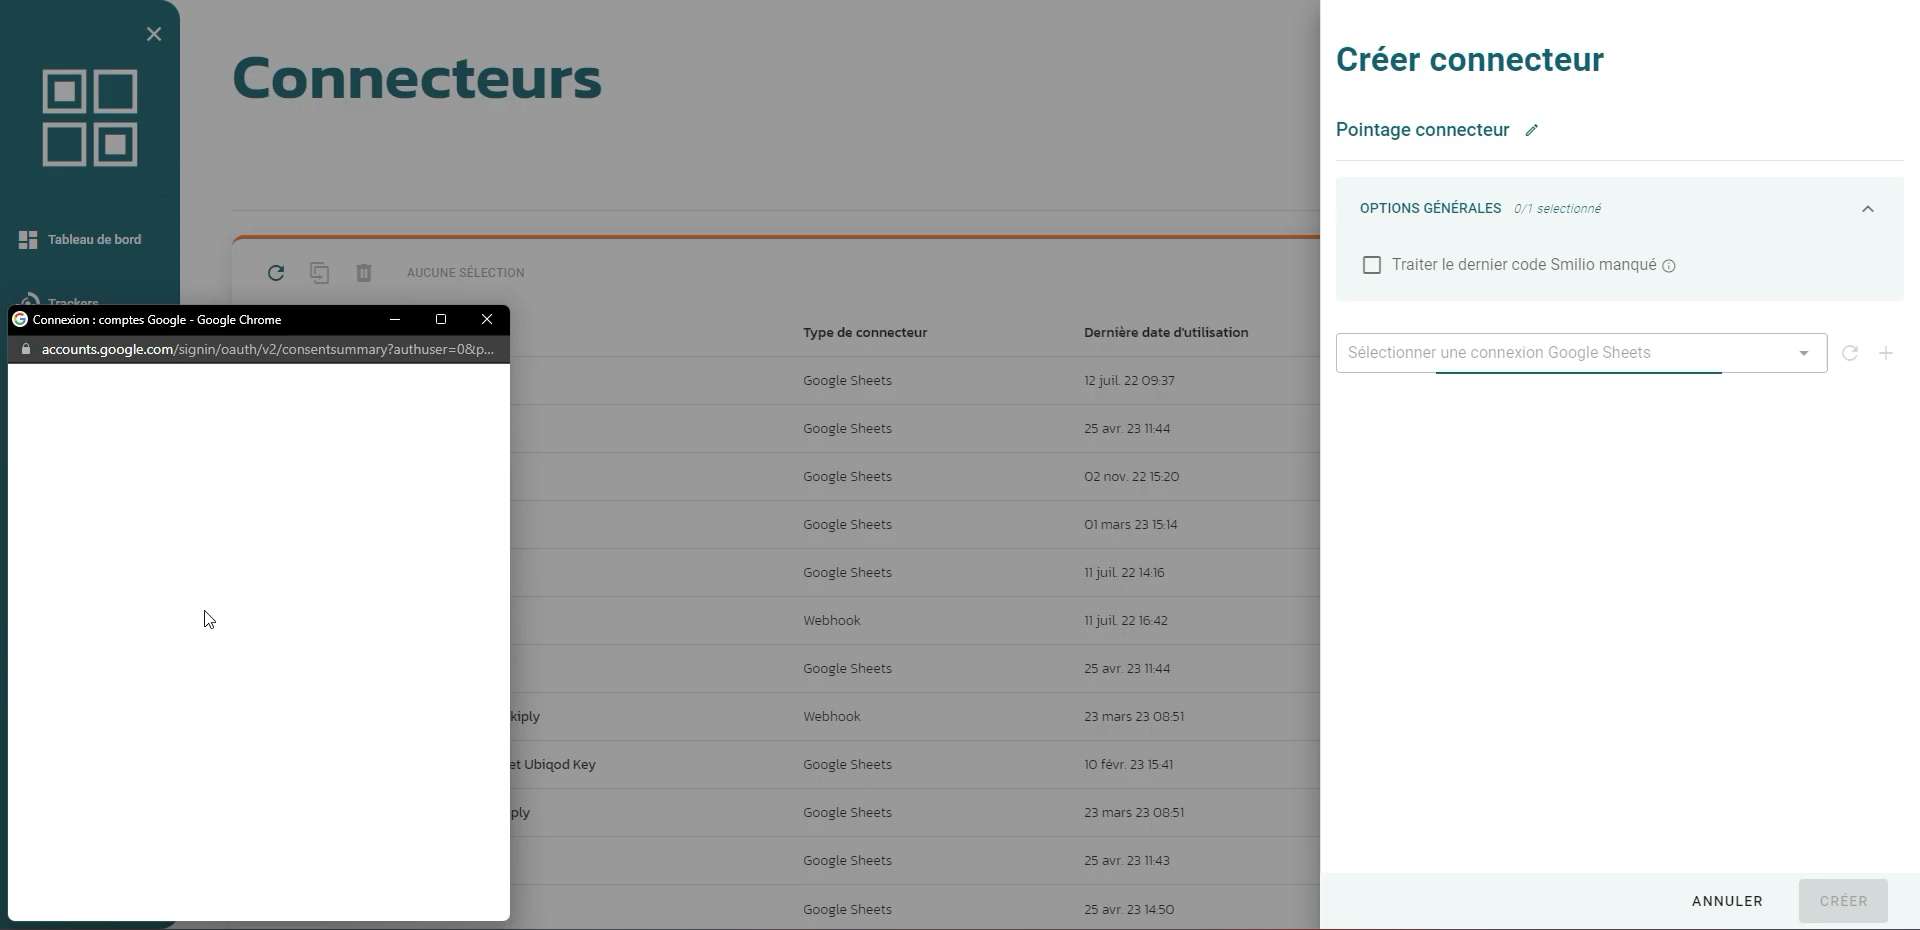 Connecteurs
Tableau de bord
Trackers
AUCUNE SÉLECTION
Connexion : comptes Google - Google Chrome
accounts.google.com/signin/oauth/v2/consentsummary?authuser=0&p...
Type de connecteur Dernière date d'utilisation
Google Sheets 12 juil. 22 09:37
Google Sheets 25 avr. 23 11:44
Google Sheets 02 nov. 22 15:20
Google Sheets 01 mars 23 15:14
Google Sheets 11 juil. 22 14:16
Webhook 11 juil. 22 16:42
Google Sheets 25 avr. 23 11:44
kiply Webhook 23 mars 23 08:51
et Ubiqod Key Google Sheets 10 févr. 23 15:41
ply Google Sheets 23 mars 23 08:51
Google Sheets 25 avr. 23 11:43
Google Sheets 25 avr. 23 14:50
Créer connecteur
Pointage connecteur
OPTIONS GÉNÉRALES 0/1 selectionné
Traiter le dernier code Smilio manqué
Sélectionner une connexion Google Sheets
ANNULER CRÉER